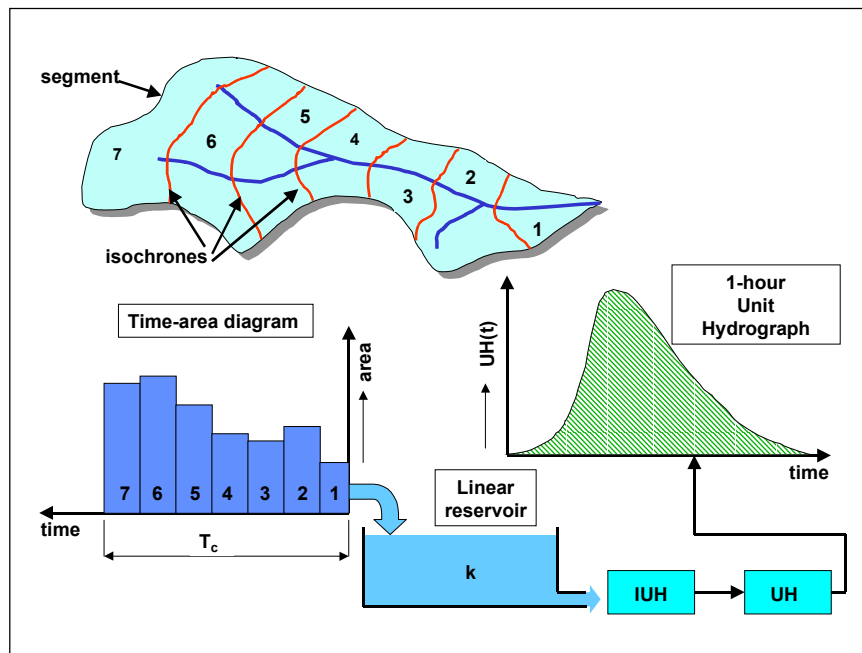 segment
5
4
6
7
2
3
1
isochrones
Time-area diagram
area
UH(t)
1-hour
Unit
Hydrograph
time
7 6 5 4 3 2 1
time
Tc
Linear
reservoir
k
IUH
UH